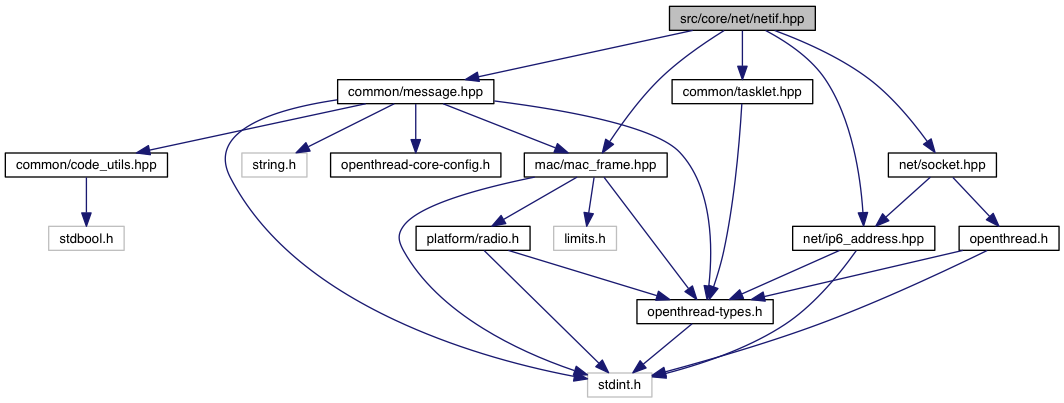 src/core/net/netif.hpp
common/message.hpp
common/tasklet.hpp
common/code_utils.hpp
string.h
openthread-core-config.h
mac/mac_frame.hpp
net/socket.hpp
stdbool.h
platform/radio.h
limits.h
net/ip6_address.hpp
openthread.h
openthread-types.h
stdint.h